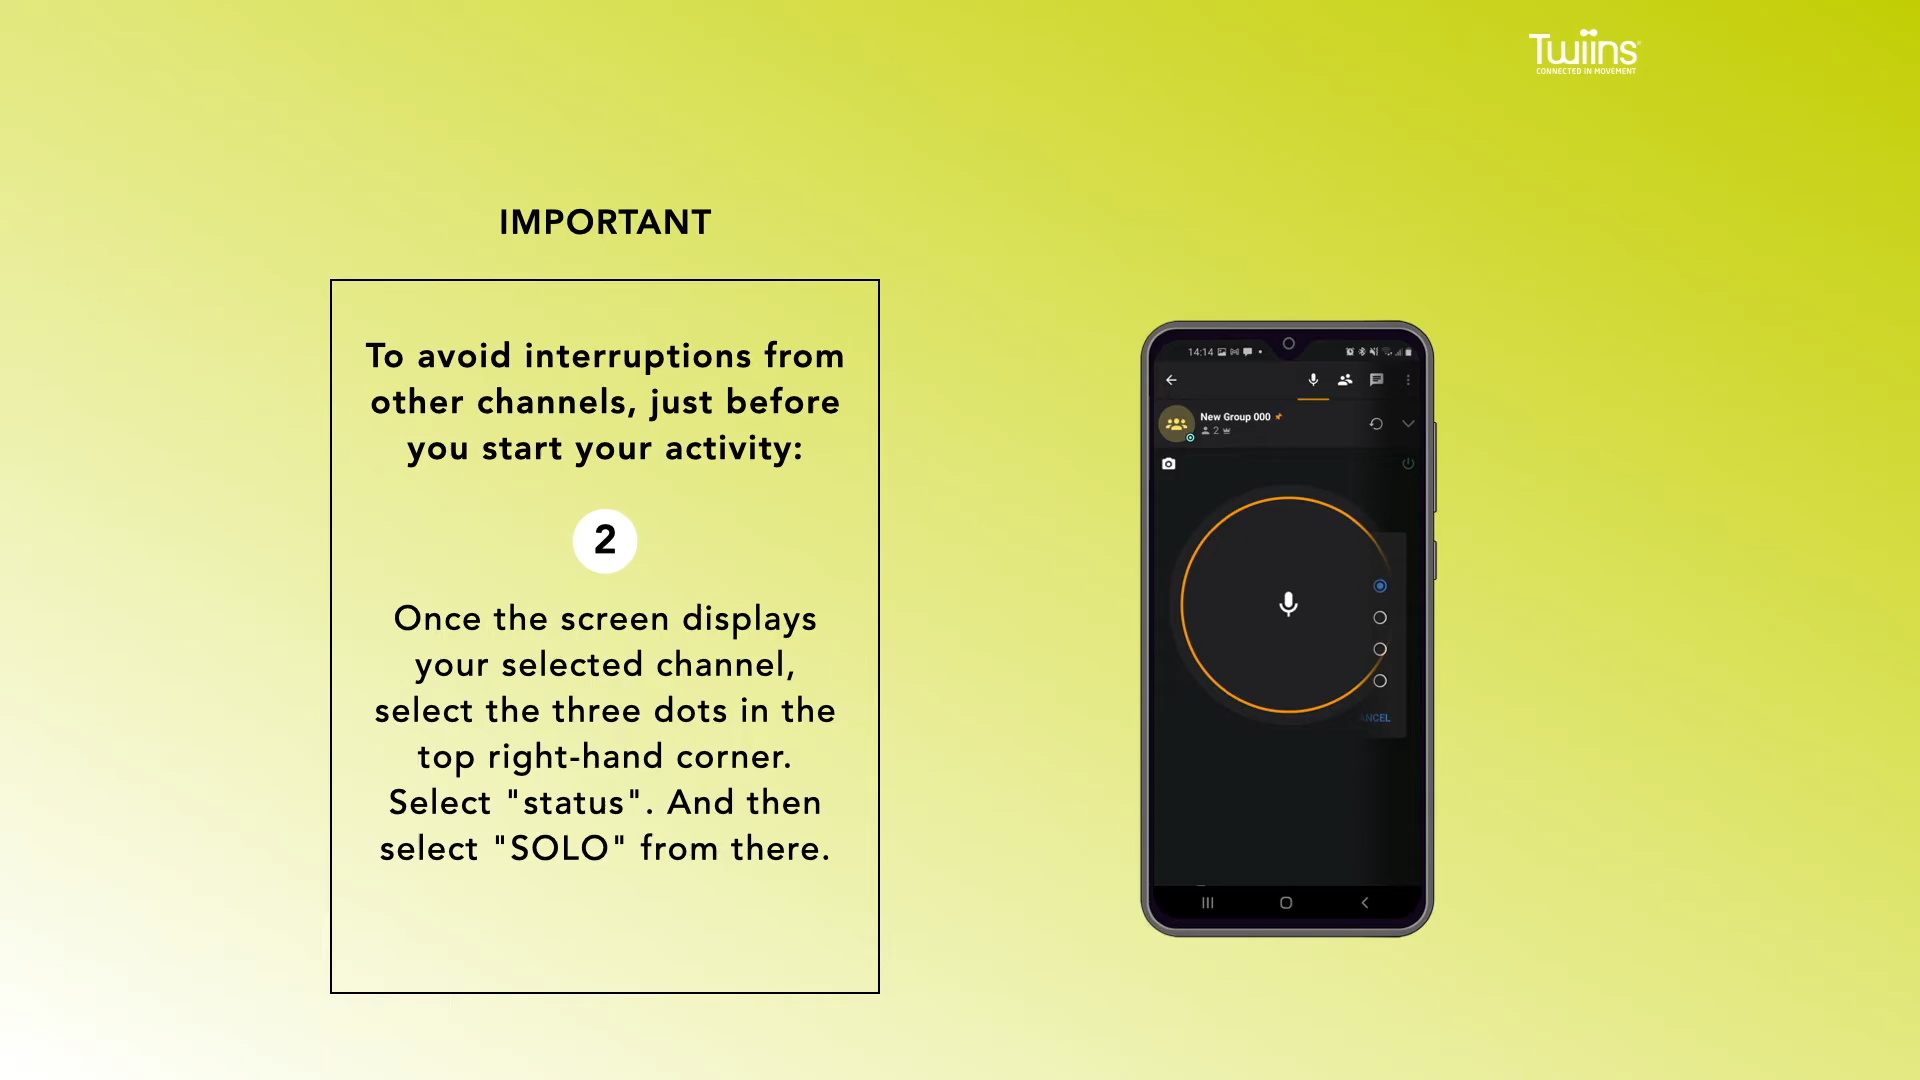 Twiins
CONNECTED IN MOVEMENT
IMPORTANT
To avoid interruptions from
other channels, just before
you start your activity:
2
Once the screen displays
your selected channel,
select the three dots in the
top right-hand corner.
Select "status". And then
select "SOLO" from there.
14:14
New Group 000
2
ANCEL